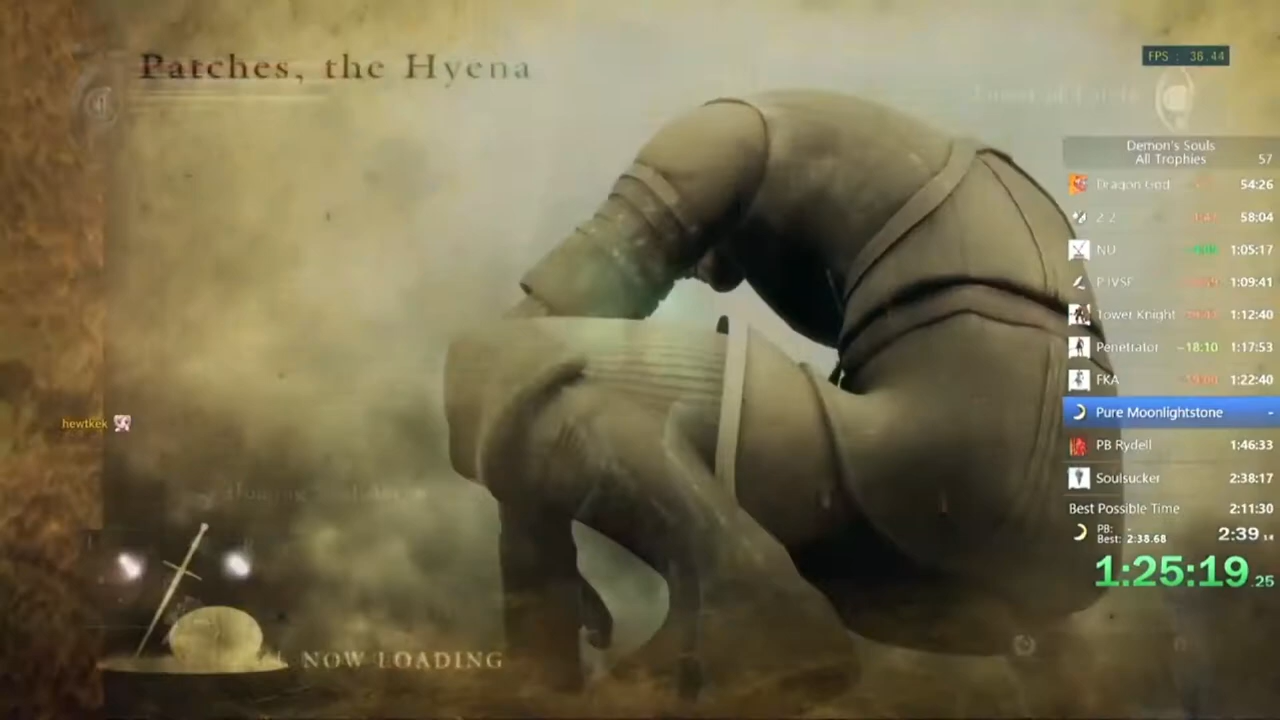 Patches, the Hyena
FPS : 36.44
Demon's Souls
All Trophies 57
Dragon God 54:26
2-2 58:04
NU 1:05:17
1:09:41
Tower Knight 1:12:40
Penetrator −18:10 1:17:53
FKA 1:22:40
Pure Moonlightstone -
PB Rydell 1:46:33
Soulsucker 2:38:17
Best Possible Time 2:11:30
PB: -
Best: 2:38.68
2:39
1:25:19.25
hewtkek
NOW LOADING